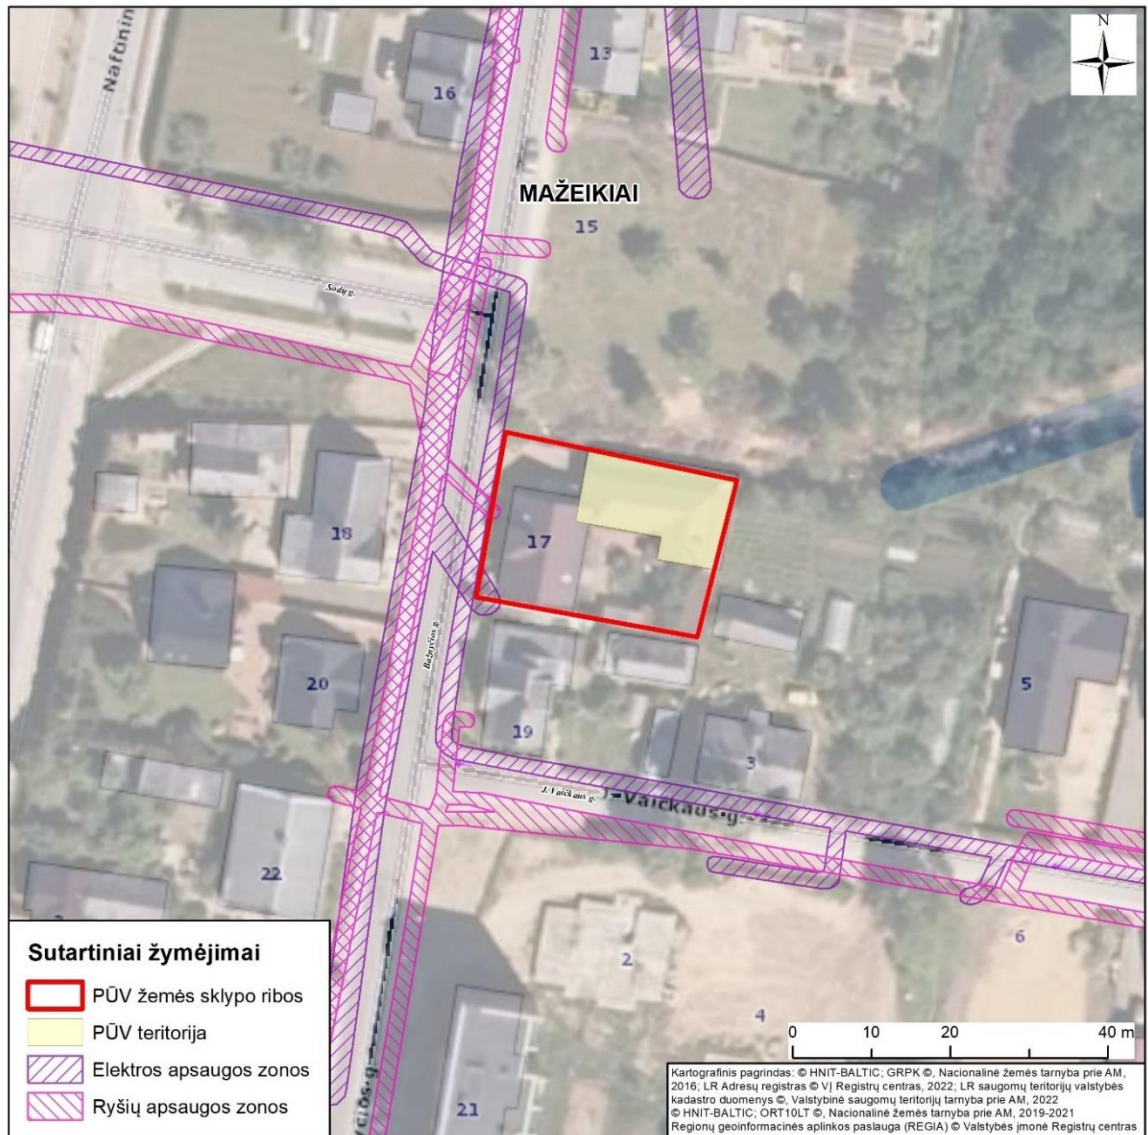 N
Naftinin
13
16
MAŽEIKIAI
15
Sodų g.
17
18
Bažnyčios g.
20
5
19
3
J. Vaičkaus g.
J. Vaičkaus g.
22
2
6
4
21
Sutartiniai žymėjimai
PŪV žemės sklypo ribos
PŪV teritorija
Elektros apsaugos zonos
Ryšių apsaugos zonos
0 10 20 40 m
Kartografinis pagrindas: © HNIT-BALTIC; GRPK ©, Nacionalinė žemės tarnyba prie AM,
2016; LR Adresų registras © VĮ Registrų centras, 2022; LR saugomų teritorijų valstybės
kadastro duomenys ©, Valstybinė saugomų teritorijų tarnyba prie AM, 2022
© HNIT-BALTIC; ORT10LT ©, Nacionalinė žemės tarnyba prie AM, 2019-2021
Regionų geoinformacinės aplinkos paslauga (REGIA) © Valstybės įmonė Registrų centras